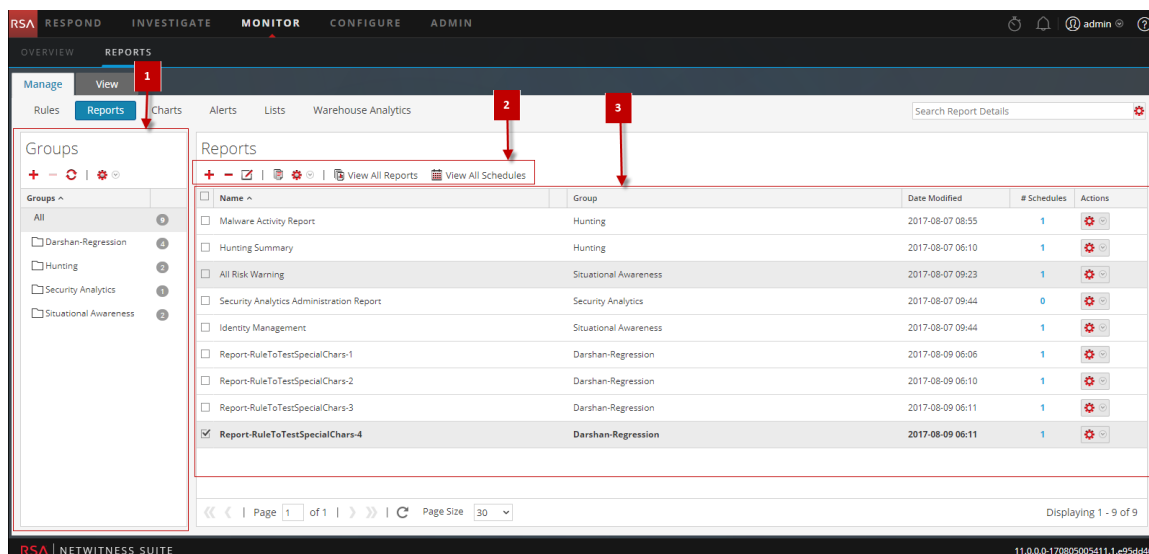 RSA RESPOND INVESTIGATE MONITOR CONFIGURE ADMIN admin
OVERVIEW REPORTS
Manage View 1
Rules Reports Charts Alerts Lists Warehouse Analytics 2 3 Search Report Details
Groups
Reports
View All Reports View All Schedules
Groups
Name Group Date Modified # Schedules Actions
All 9
Malware Activity Report Hunting 2017-08-07 08:55 1
Darshan-Regression 4
Hunting Summary Hunting 2017-08-07 06:10 1
Hunting 2
All Risk Warning Situational Awareness 2017-08-07 09:23 1
Security Analytics 1
Security Analytics Administration Report Security Analytics 2017-08-07 09:44 0
Situational Awareness 2
Identity Management Situational Awareness 2017-08-07 09:44 1
Report-RuleToTestSpecialChars-1 Darshan-Regression 2017-08-09 06:06 1
Report-RuleToTestSpecialChars-2 Darshan-Regression 2017-08-09 06:10 1
Report-RuleToTestSpecialChars-3 Darshan-Regression 2017-08-09 06:11 1
Report-RuleToTestSpecialChars-4 Darshan-Regression 2017-08-09 06:11 1
Page 1 of 1 Page Size 30 Displaying 1 - 9 of 9
RSA NETWITNESS SUITE 11.0.0.0-170805005411.1.e95dd4